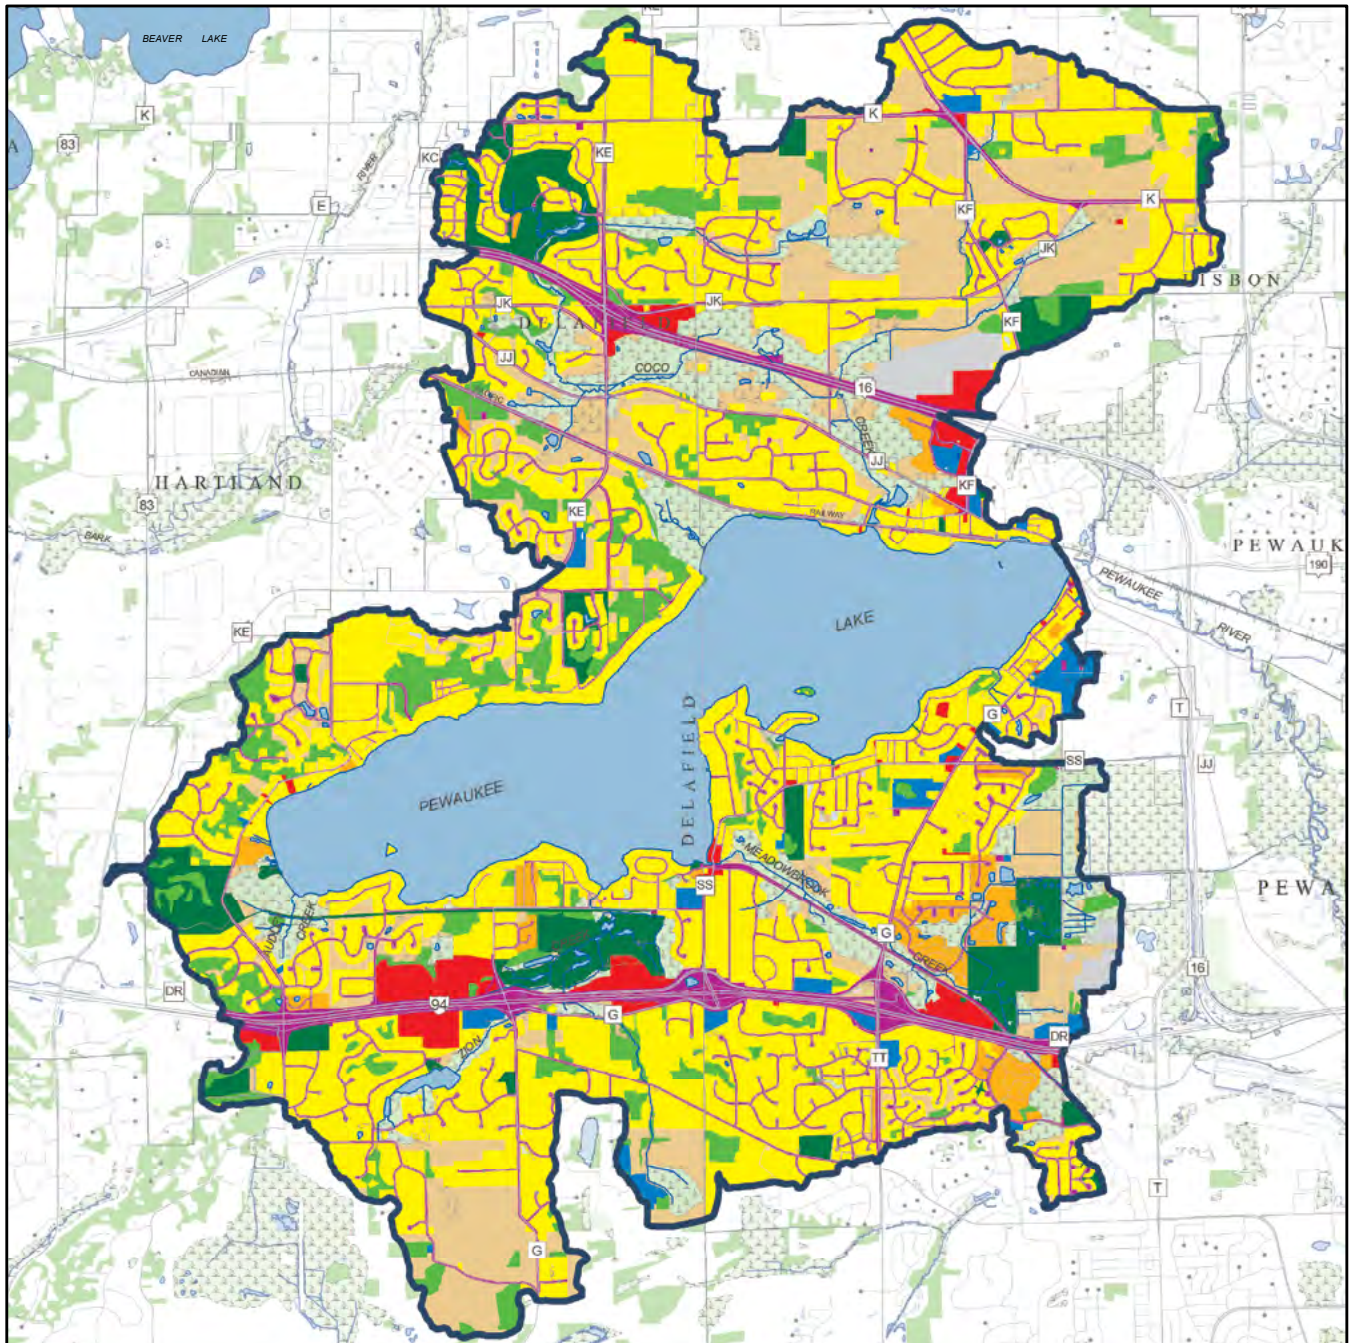 BEAVER LAKE
K
83
KC
RIVER
KE
K
E
K
KF
JK
LISBON
JK
JK
DELAFIELD
KF
JJ
COCO
CANADIAN
16
CREEK
JJ
KF
HARTLAND
83
KE
RAILWAY
BARK
PEWAUK
190
PEWAUKEE
RIVER
LAKE
KE
G
T
DELAFIELD
SS
JJ
PEWAUKEE
MEADOWBROOK
SS
PEWA
CREEK
G
CREEK
16
DR
94
G
DR
ZION
TT
T
G